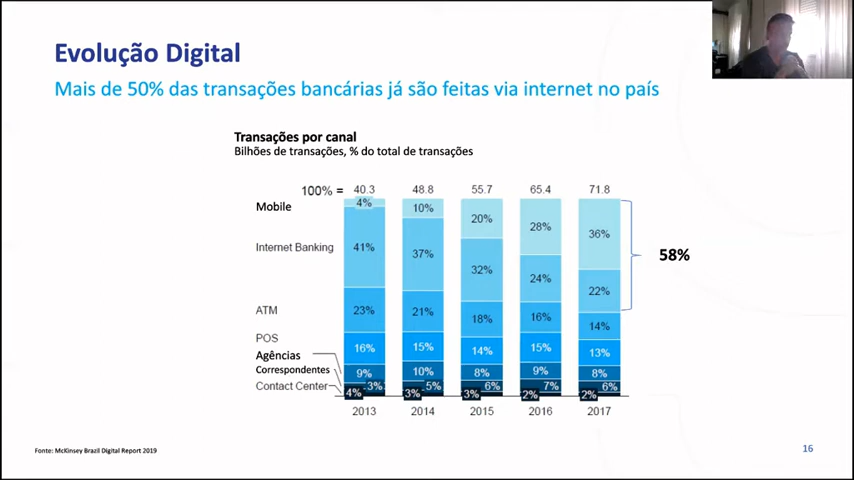 Evolução Digital
Mais de 50% das transações bancárias já são feitas via internet no país
Transações por canal
Bilhões de transações, % do total de transações
100% = 40.3 48.8 55.7 65.4 71.8
Mobile 4% 10% 20% 28% 36%
Internet Banking 41% 37% 32% 24% 22%
58%
ATM 23% 21% 18% 16% 14%
POS 16% 15% 14% 15% 13%
Agências 9% 10% 8% 9% 8%
Correspondentes 3% 5% 6% 7% 6%
Contact Center 4% 3% 3% 2% 2%
2013 2014 2015 2016 2017
Fonte: McKinsey Brazil Digital Report 2019
16